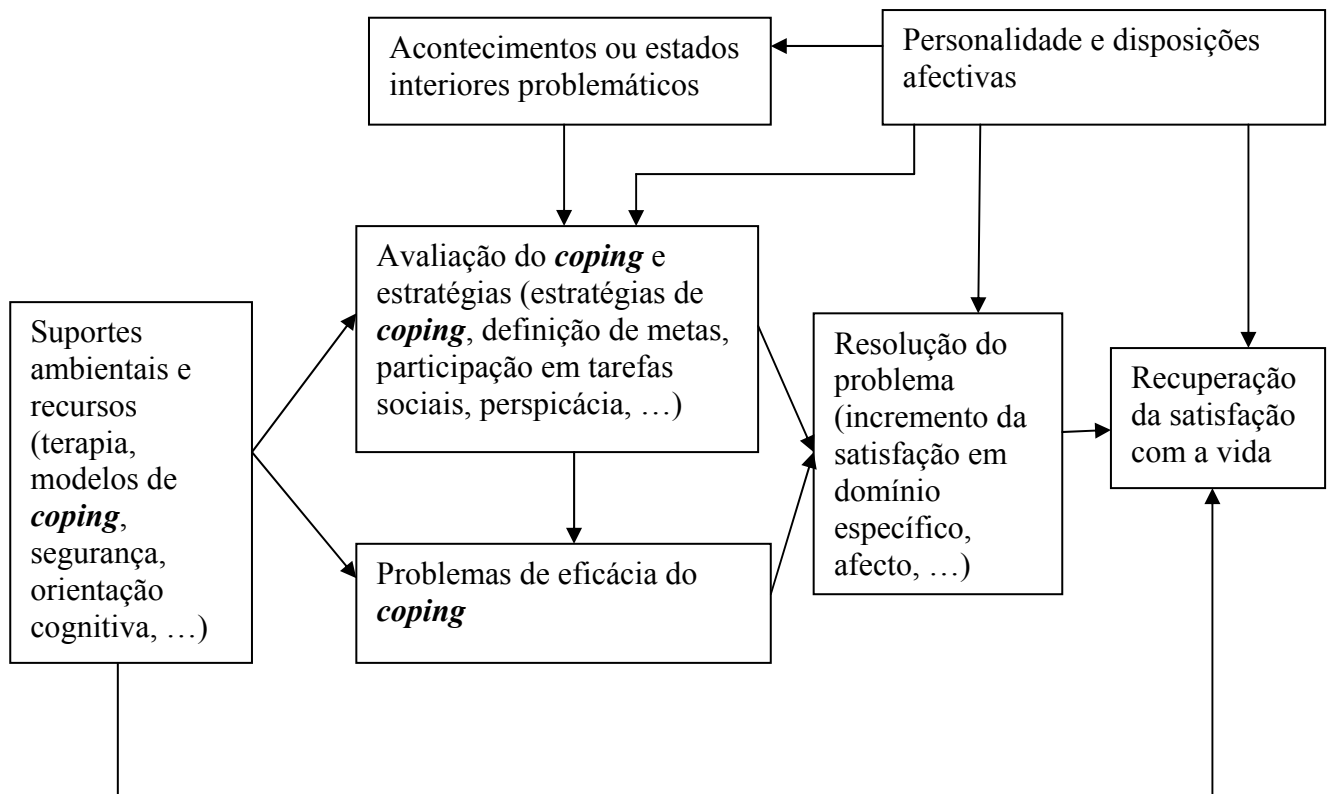 Acontecimentos ou estados
interiores problemáticos
Personalidade e disposições
afectivas
Avaliação do coping e
estratégias (estratégias de
coping, definição de metas,
participação em tarefas
sociais, perspicácia, …)
Suportes
ambientais e
recursos
(terapia,
modelos de
coping,
segurança,
orientação
cognitiva, …)
Problemas de eficácia do
coping
Resolução do
problema
(incremento da
satisfação em
domínio
específico,
afecto, …)
Recuperação
da satisfação
com a vida